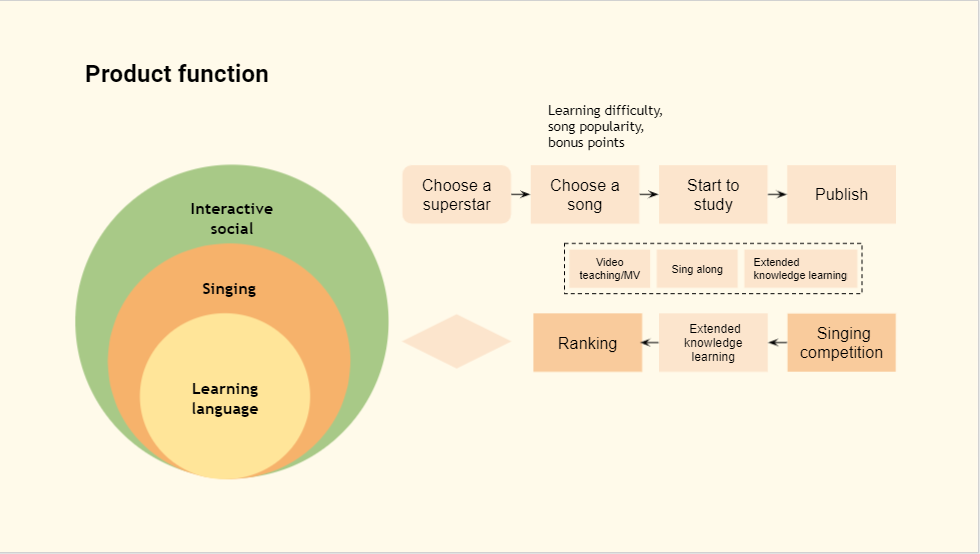 Product function
Interactive
social
Singing
Learning
language
Learning difficulty,
song popularity,
bonus points
Choose a
superstar
Choose a
song
Start to
study
Publish
Video
teaching/MV
Sing along
Extended
knowledge learning
Ranking
Extended
knowledge
learning
Singing
competition